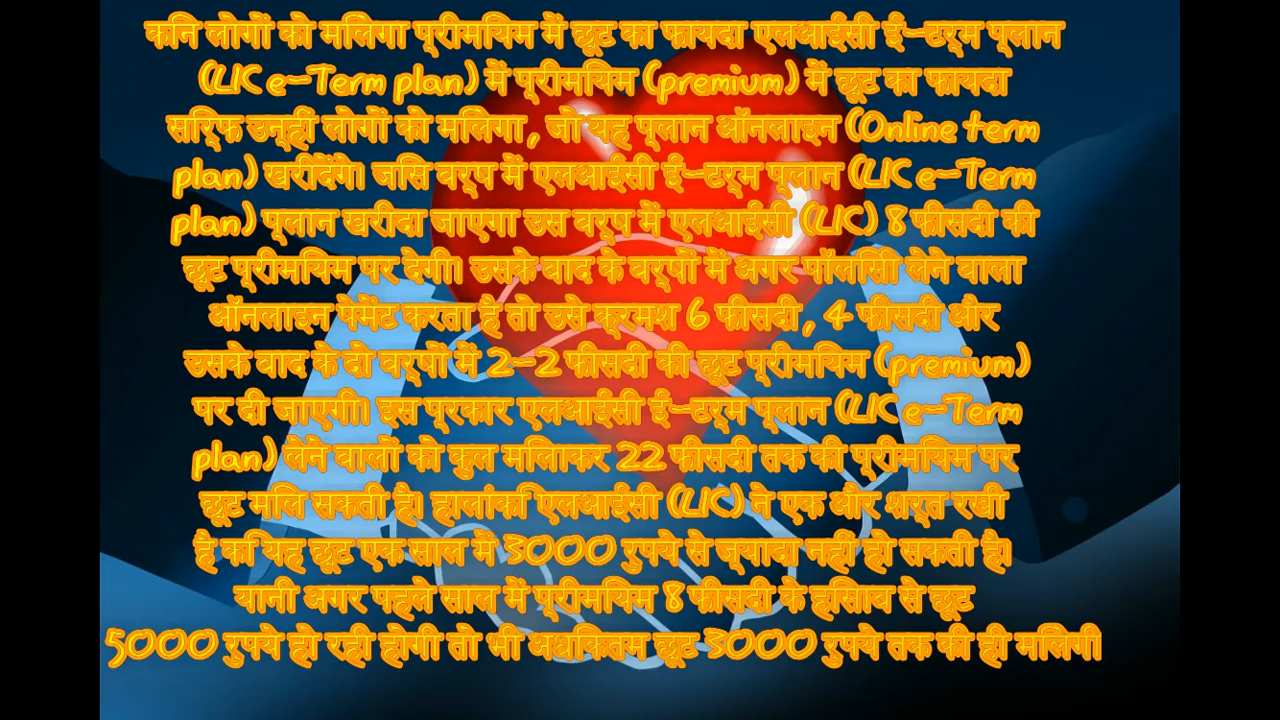 किन लोगों को मिलेगा प्रीमियम में छूट का फायदा एलआईसी ई-टर्म प्लान
(LIC e-Term plan) में प्रीमियम (premium) में छूट का फायदा
सिर्फ उन्हीं लोगों को मिलेगा, जो यह प्लान ऑनलाइन (Online term
plan) खरीदेंगे। जिस वर्ष में एलआईसी ई-टर्म प्लान (LIC e-Term
plan) प्लान खरीदा जाएगा उस वर्ष में एलआईसी (LIC) 8 फीसदी की
छूट प्रीमियम पर देगी। उसके बाद के वर्षों में अगर पॉलिसी लेने वाला
ऑनलाइन पेमेंट करता है तो उसे क्रमश 6 फीसदी, 4 फीसदी और
उसके बाद के दो वर्षों में 2-2 फीसदी की छूट प्रीमियम (premium)
पर दी जाएगी। इस प्रकार एलआईसी ई-टर्म प्लान (LIC e-Term
plan) लेने वालों को कुल मिलाकर 22 फीसदी तक की प्रीमियम पर
छूट मिल सकती है। हालांकि एलआईसी (LIC) ने एक और शर्त रखी
है कि यह छूट एक साल में 3000 रुपये से ज्यादा नहीं हो सकती है।
यानी अगर पहले साल में प्रीमियम 8 फीसदी के हिसाब से छूट
5000 रुपये हो रही होगी तो भी अधिकतम छूट 3000 रुपये तक की ही मिलेगी